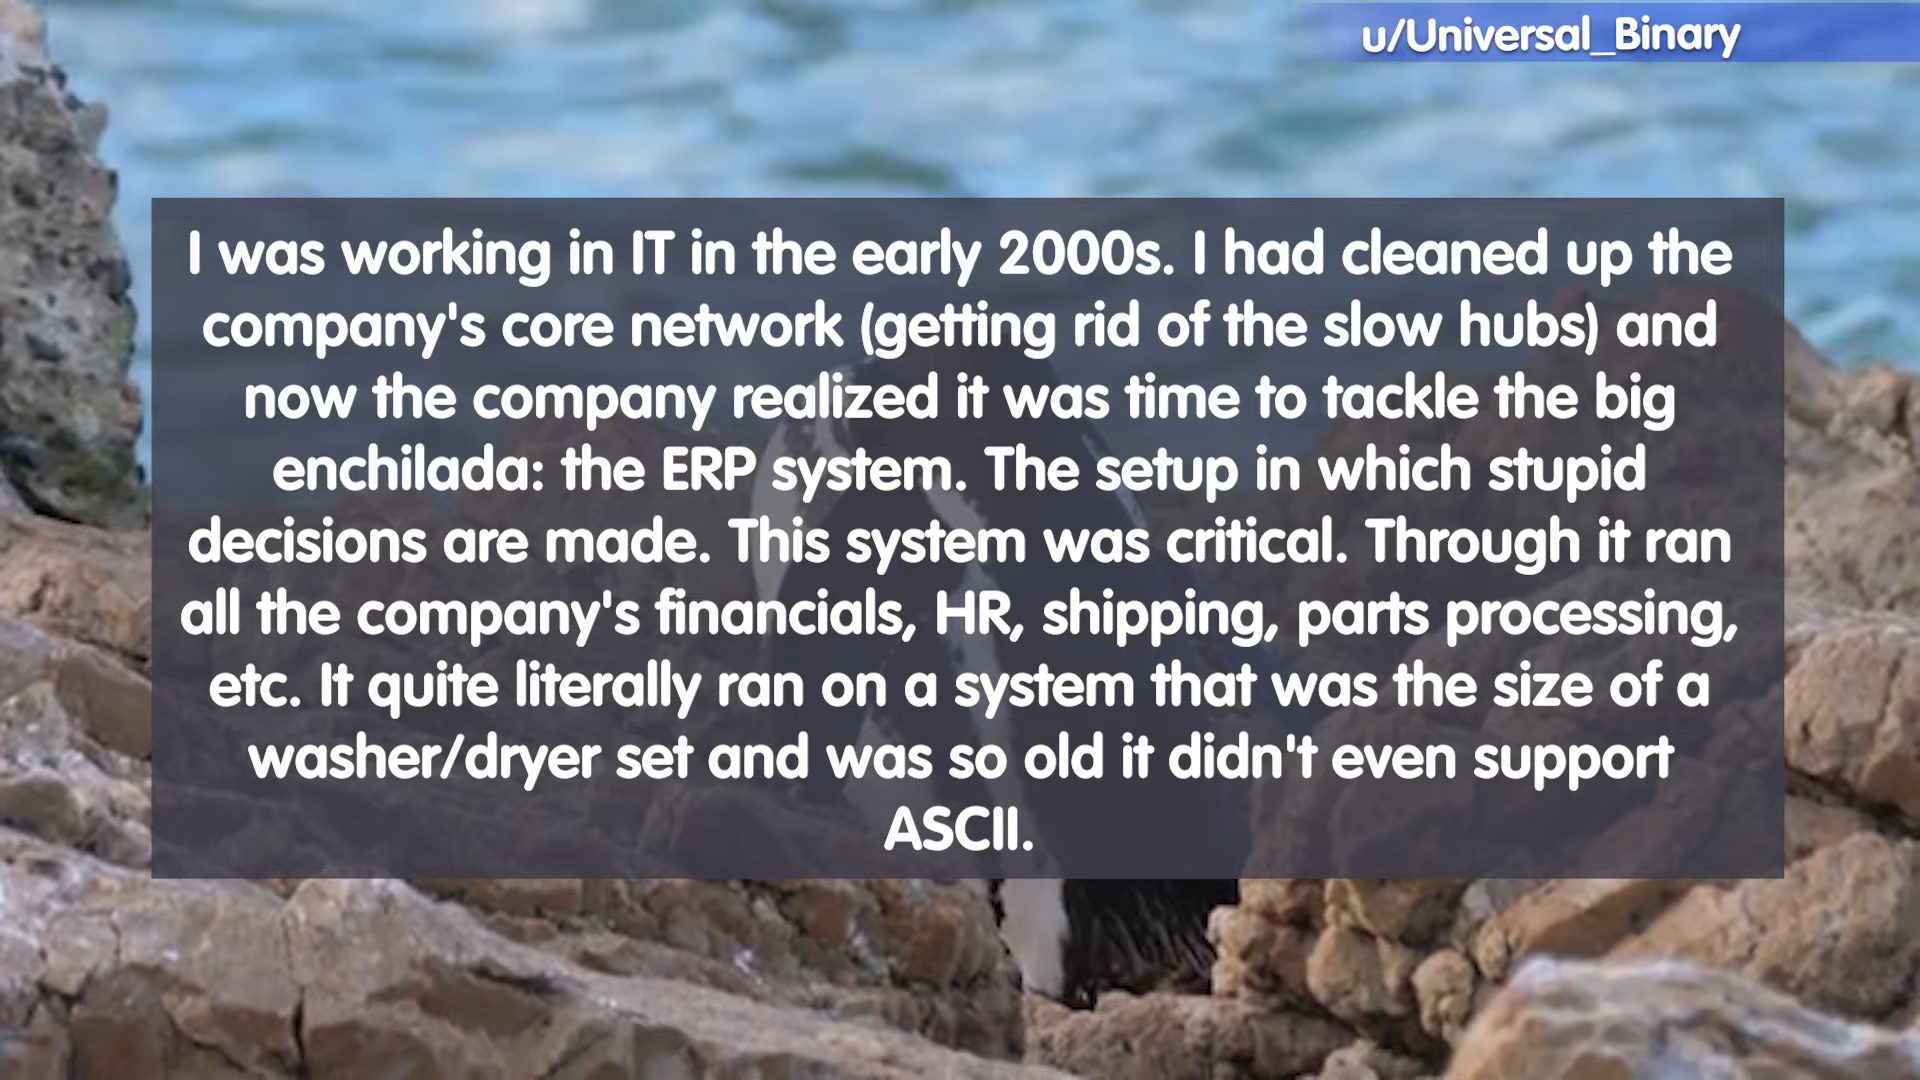 u/Universal_Binary
I was working in IT in the early 2000s. I had cleaned up the
company's core network (getting rid of the slow hubs) and
now the company realized it was time to tackle the big
enchilada: the ERP system. The setup in which stupid
decisions are made. This system was critical. Through it ran
all the company's financials, HR, shipping, parts processing,
etc. It quite literally ran on a system that was the size of a
washer/dryer set and was so old it didn't even support
ASCII.